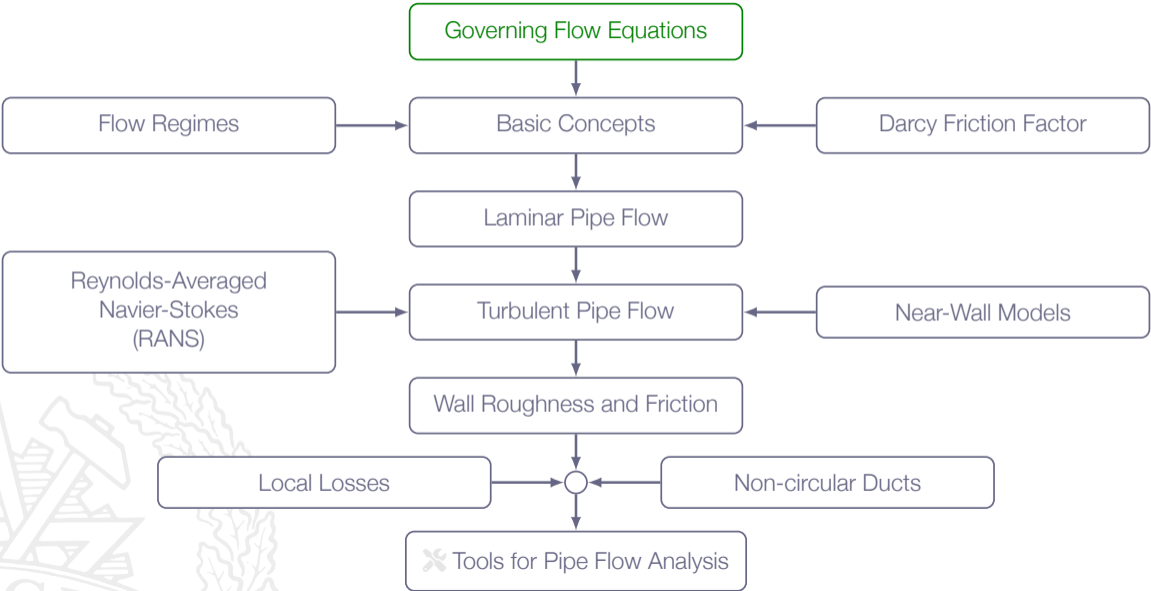 Governing Flow Equations
Flow Regimes
Basic Concepts
Darcy Friction Factor
Laminar Pipe Flow
Reynolds-Averaged
Navier-Stokes
(RANS)
Turbulent Pipe Flow
Near-Wall Models
Wall Roughness and Friction
Local Losses
Non-circular Ducts
Tools for Pipe Flow Analysis